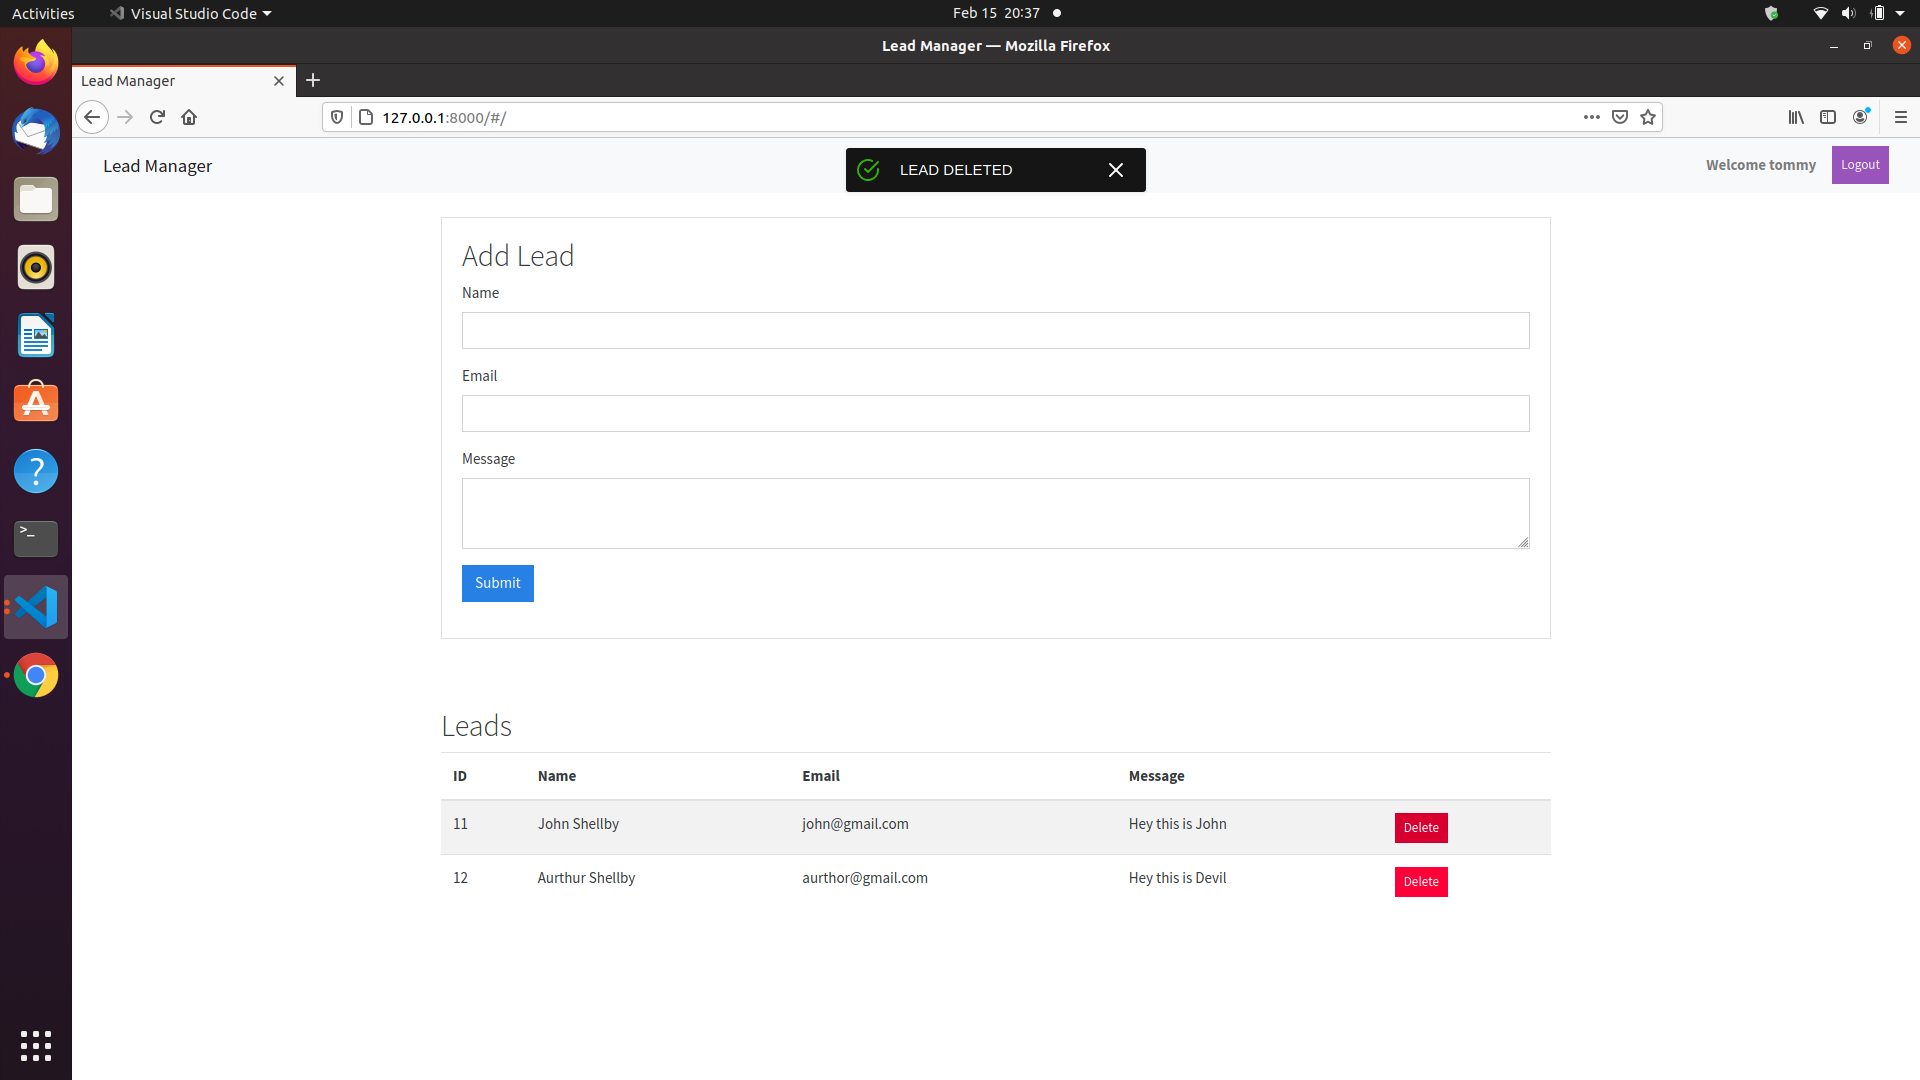 Activities
Visual Studio Code
Feb 15 20:37
Lead Manager — Mozilla Firefox
Lead Manager
127.0.0.1:8000/#/
Lead Manager
LEAD DELETED
Welcome tommy
Logout
Add Lead
Name
Email
Message
Submit
Leads
ID Name Email Message
11 John Shellby john@gmail.com Hey this is John Delete
12 Aurthur Shellby aurthor@gmail.com Hey this is Devil Delete